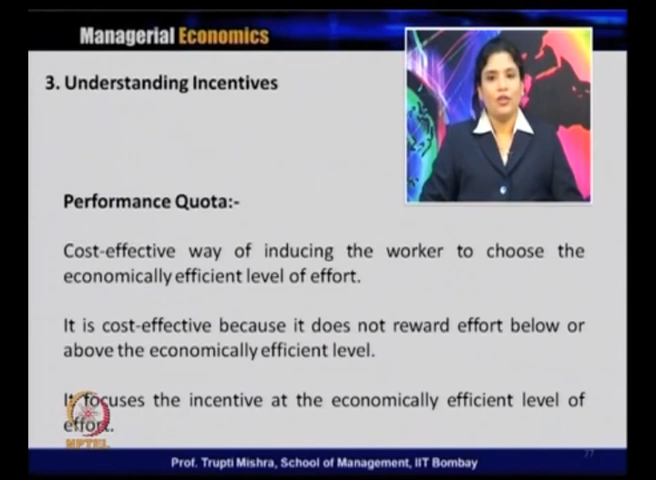 Managerial Economics
3. Understanding Incentives
Performance Quota:-
Cost-effective way of inducing the worker to choose the
economically efficient level of effort.
It is cost-effective because it does not reward effort below or
above the economically efficient level.
It focuses the incentive at the economically efficient level of
effort.
NPTEL
77
Prof. Trupti Mishra, School of Management, IIT Bombay